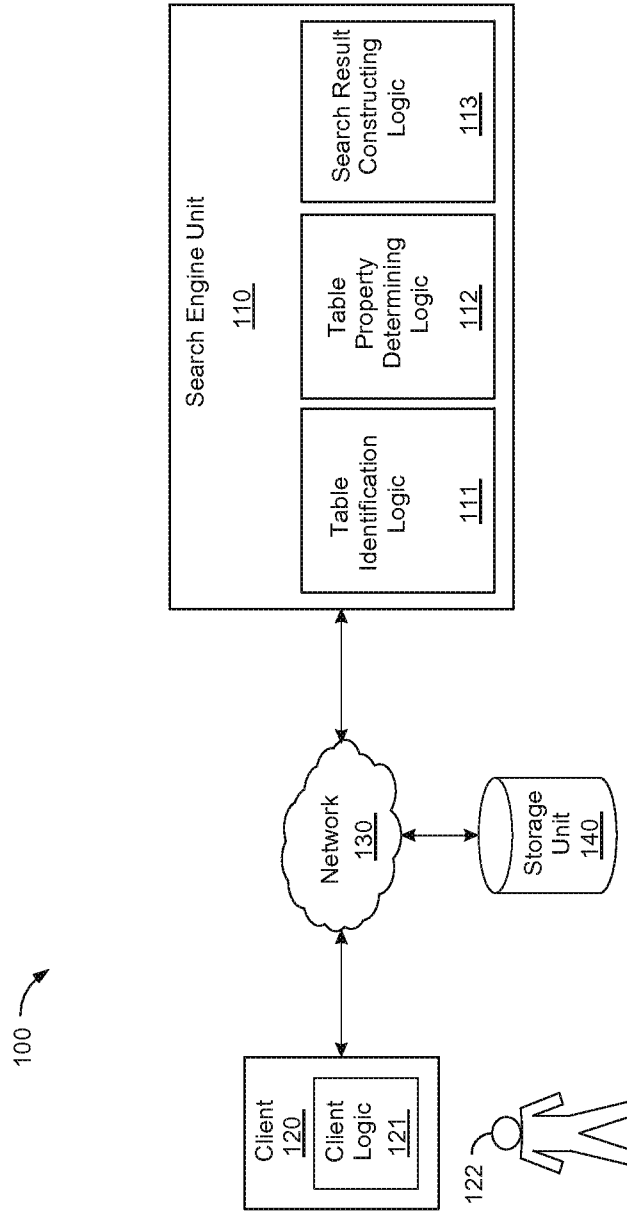 100
Client
120
Client
Logic
121
122
Network
130
Storage
Unit
140
Search Engine Unit
110
Table
Identification
Logic
111
Table
Property
Determining
Logic
112
Search Result
Constructing
Logic
113